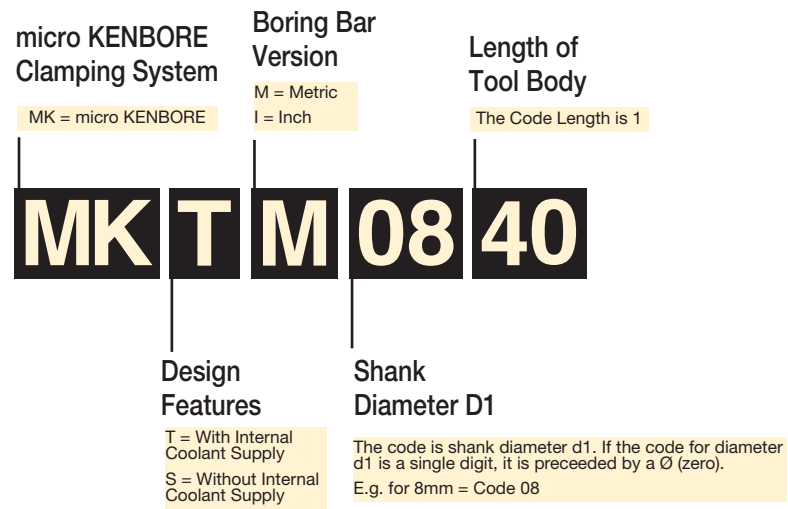 micro KENBORE
Clamping System
MK = micro KENBORE
Boring Bar
Version
M = Metric
I = Inch
Length of
Tool Body
The Code Length is 1
MK T M 08 40
Design
Features
T = With Internal
Coolant Supply
S = Without Internal
Coolant Supply
Shank
Diameter D1
The code is shank diameter d1. If the code for diameter
d1 is a single digit, it is preceeded by a Ø (zero).
E.g. for 8mm = Code 08